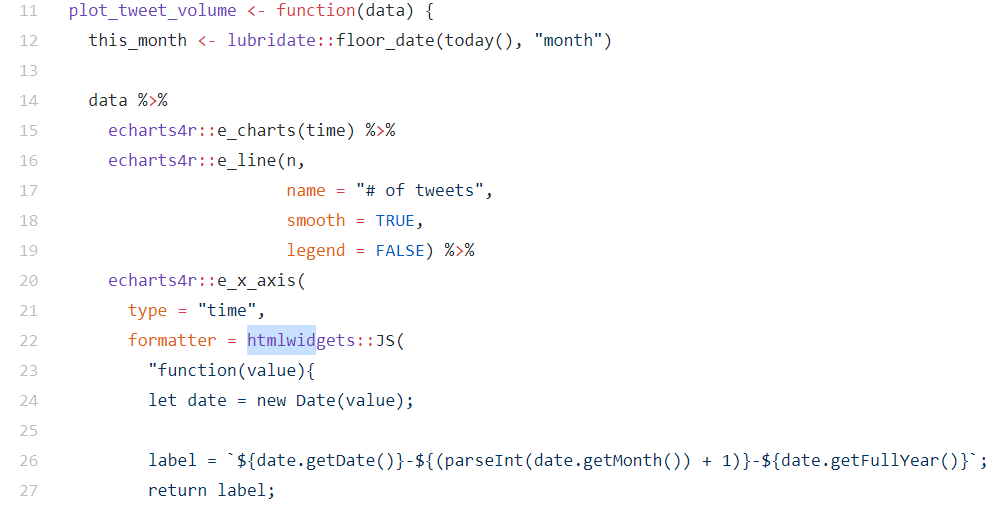 11 plot_tweet_volume <- function(data) {
12 this_month <- lubridate::floor_date(today(), "month")
13
14 data %>%
15 echarts4r::e_charts(time) %>%
16 echarts4r::e_line(n,
17 name = "# of tweets",
18 smooth = TRUE,
19 legend = FALSE) %>%
20 echarts4r::e_x_axis(
21 type = "time",
22 formatter = htmlwidgets::JS(
23 "function(value){
24 let date = new Date(value);
25
26 label = `${date.getDate()}-${(parseInt(date.getMonth()) + 1)}-${date.getFullYear()}`;
27 return label;